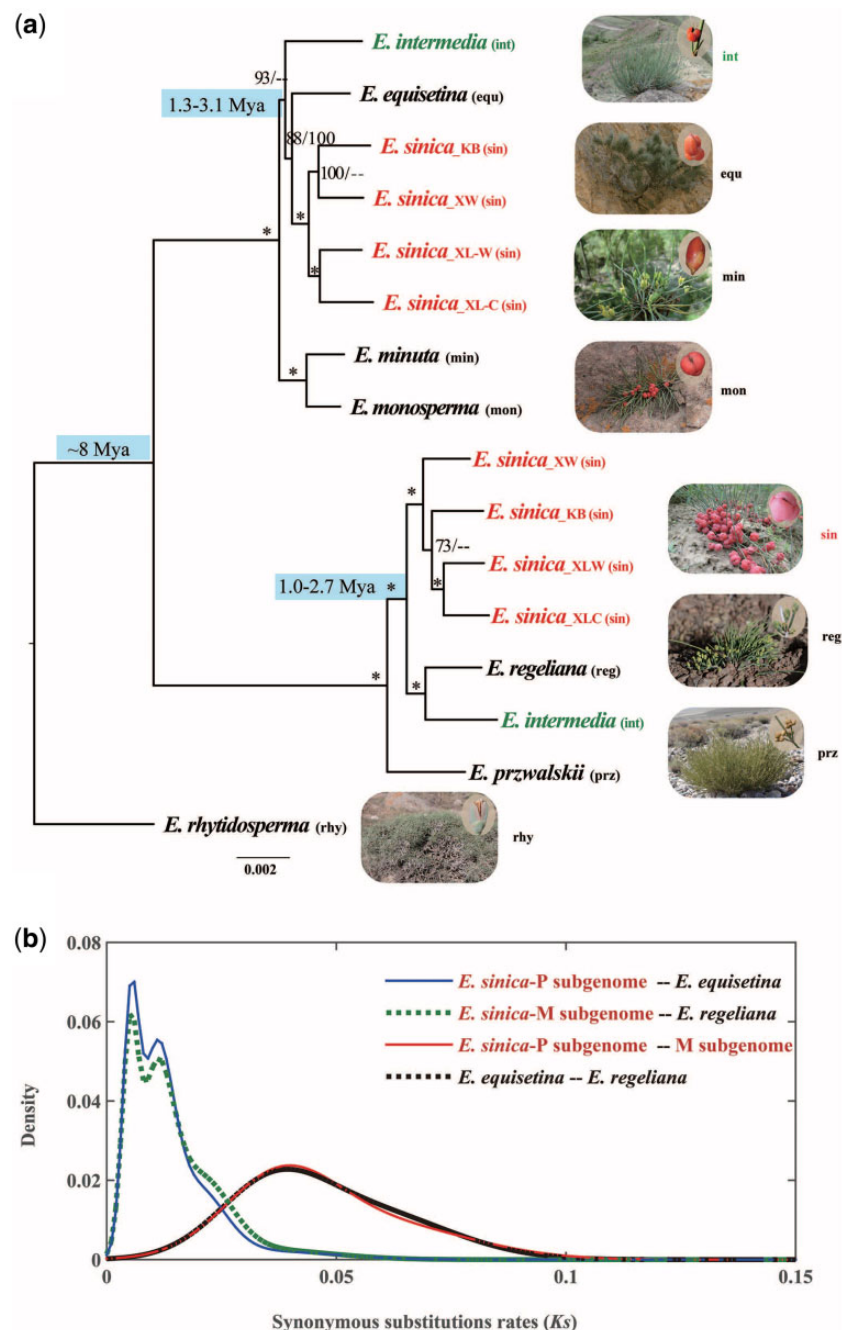 (a)
E. intermedia (int)
int
93/--
1.3-3.1 Mya
E. equisetina (equ)
88/100
E. sinica_KB (sin)
equ
100/--
E. sinica_XW (sin)
*
E. sinica_XL-W (sin)
*
min
*
E. sinica_XL-C (sin)
E. minuta (min)
*
mon
E. monosperma (mon)
~8 Mya
E. sinica_XW (sin)
*
E. sinica_KB (sin)
sin
73/--
E. sinica_XLW (sin)
1.0-2.7 Mya
*
*
E. sinica_XLC (sin)
reg
E. regeliana (reg)
*
*
E. intermedia (int)
prz
E. przwalskii (prz)
E. rhytidosperma (rhy)
rhy
0.002
(b)
0.08
E. sinica-P subgenome -- E. equisetina
0.06
E. sinica-M subgenome -- E. regeliana
E. sinica-P subgenome -- M subgenome
0.04
E. equisetina -- E. regeliana
Density
0.02
0
0
0.05
0.1
0.15
Synonymous substitutions rates (Ks)